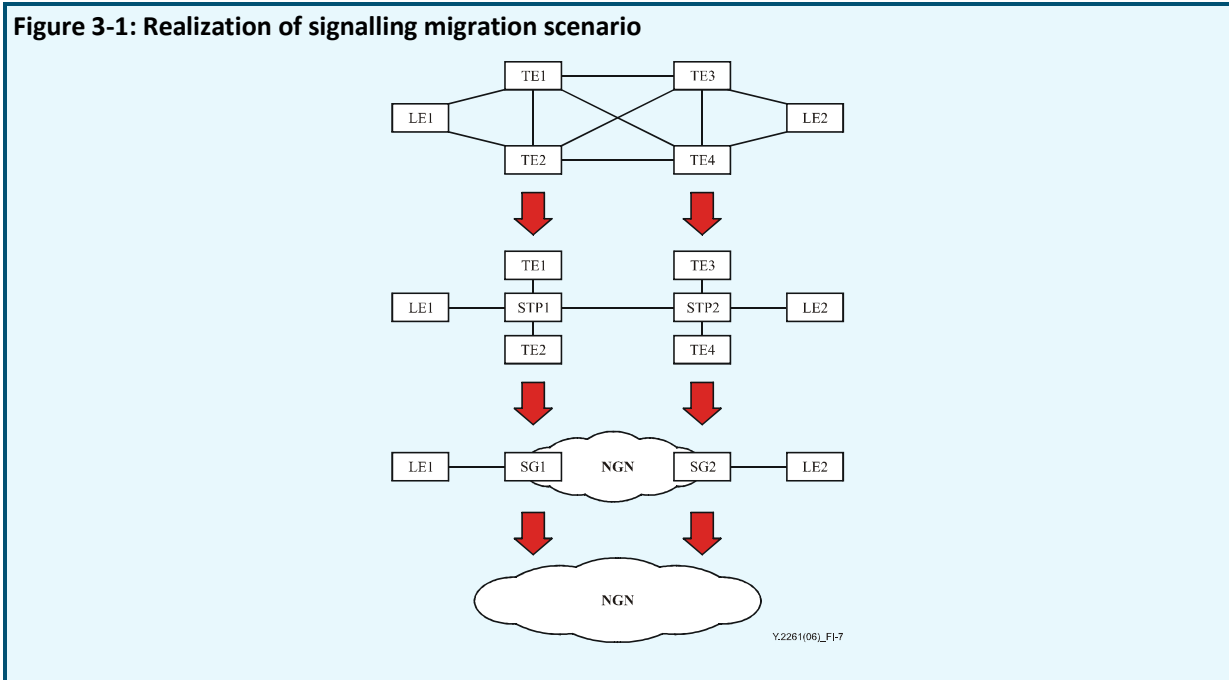 Figure 3-1: Realization of signalling migration scenario
TE1 TE3
LE1 LE2
TE2 TE4
TE1 TE3
LE1 STP1 STP2 LE2
TE2 TE4
LE1 SG1 NGN SG2 LE2
NGN
Y.2261(06)_FI-7